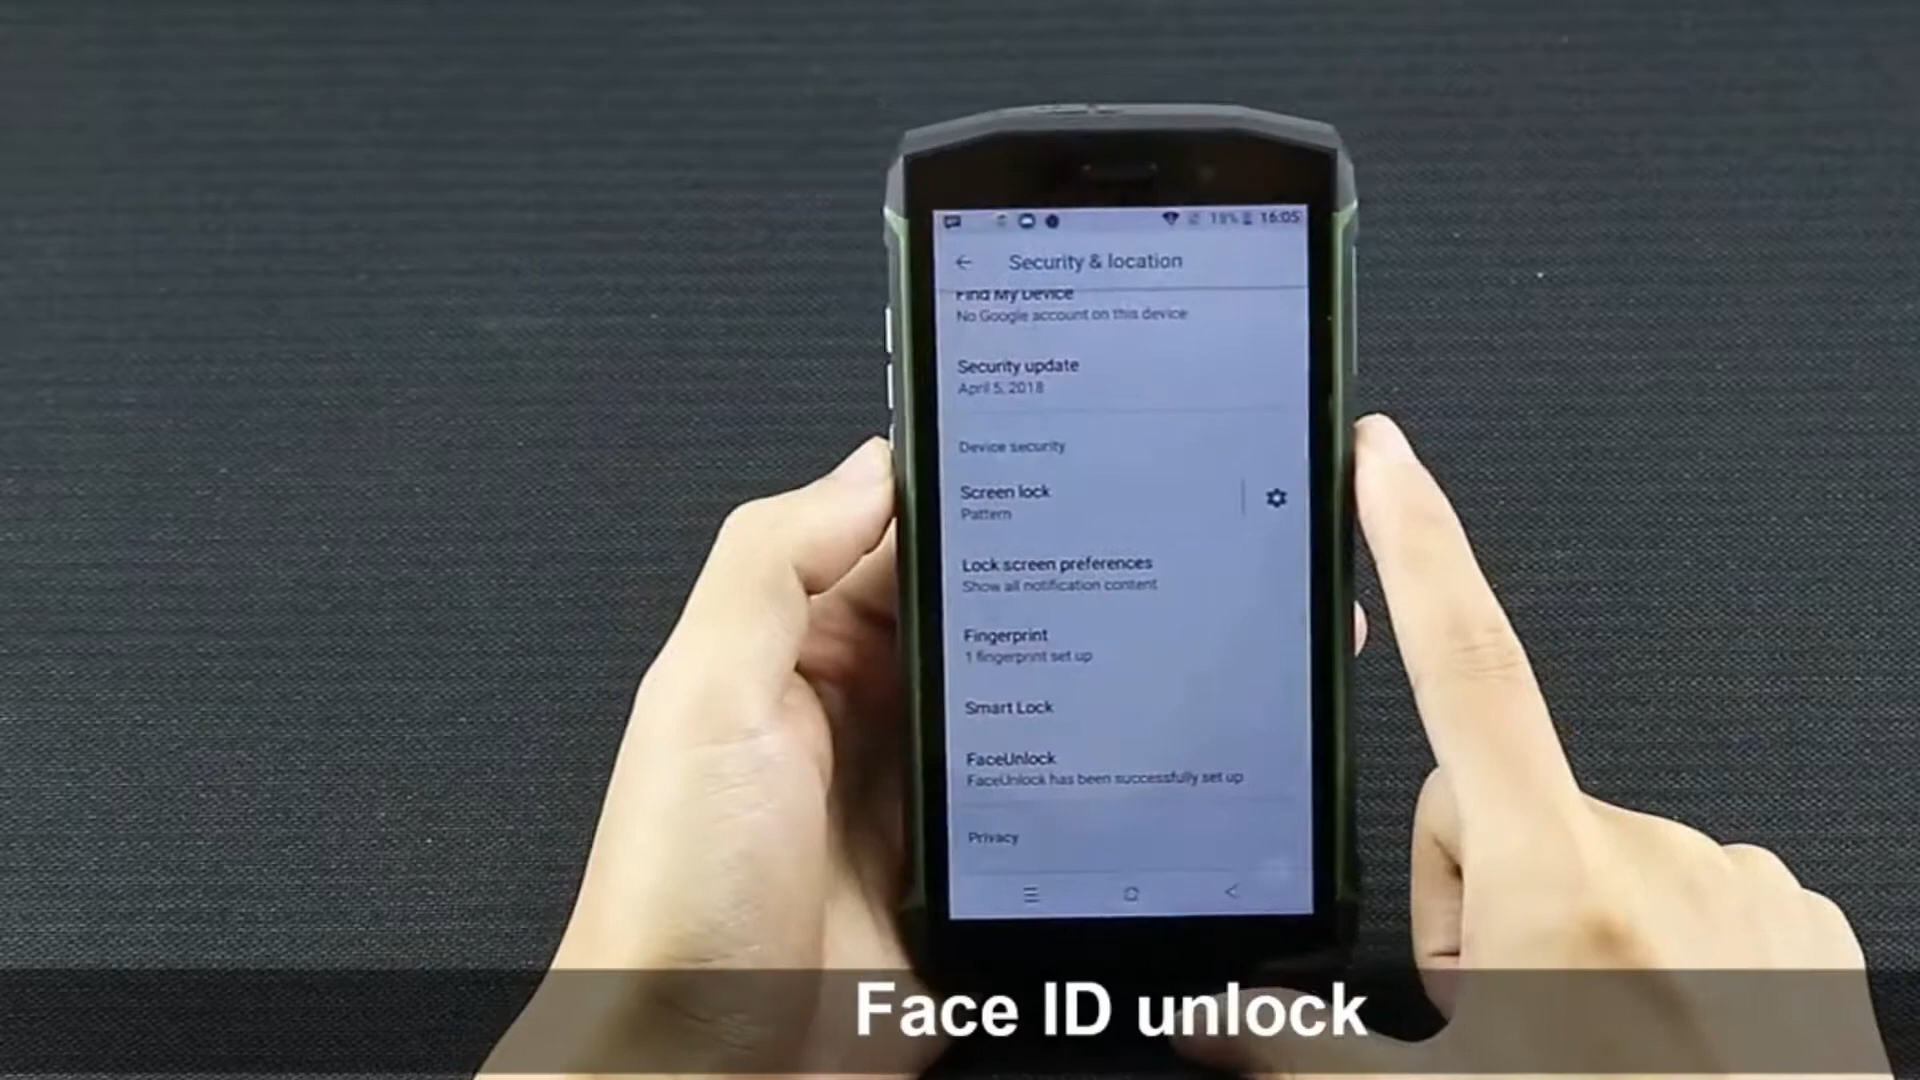 18% 16:05
Security & location
Find My Device
No Google account on this device
Security update
April 5, 2018
Device security
Screen lock
Pattern
Lock screen preferences
Show all notification content
Fingerprint
1 fingerprint set up
Smart Lock
FaceUnlock
FaceUnlock has been successfully set up
Privacy
Face ID unlock